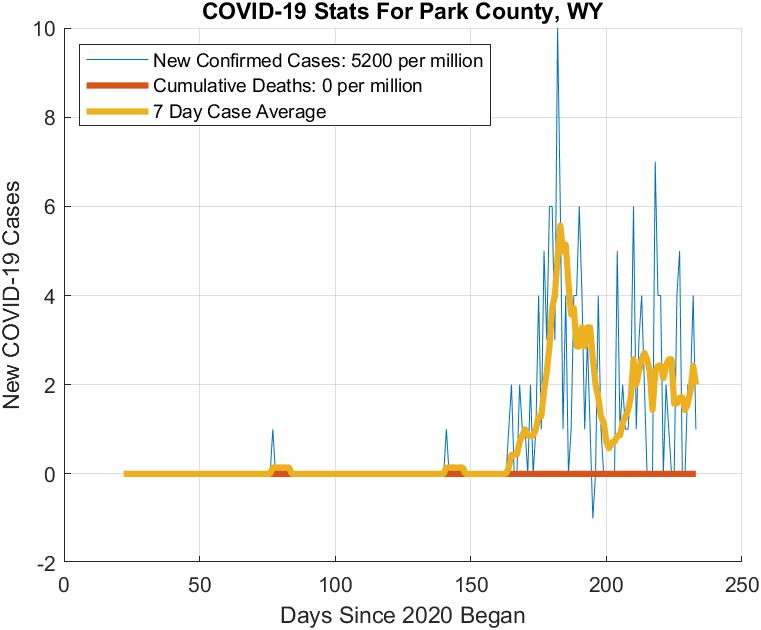 COVID-19 Stats For Park County, WY
New Confirmed Cases: 5200 per million
Cumulative Deaths: 0 per million
7 Day Case Average
New COVID-19 Cases
10
8
6
4
2
0
-2
0 50 100 150 200 250
Days Since 2020 Began